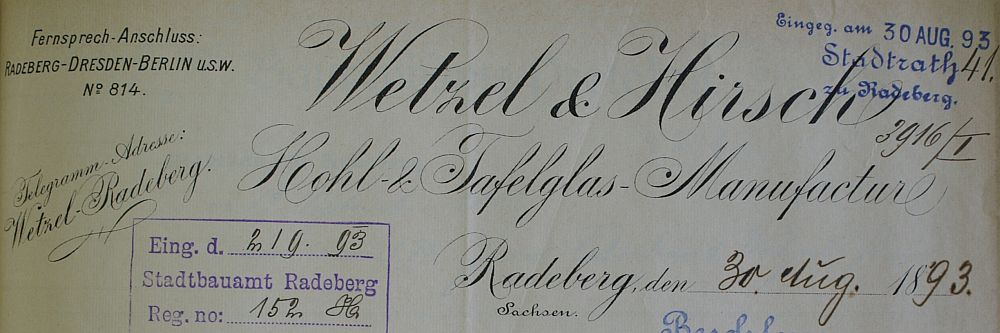 Fernsprech-Anschluss:
RADEBERG-DRESDEN-BERLIN U.S.W.
No 814.
Telegramm-Adresse:
Wetzel-Radeberg.
Wetzel & Hirsch
Hohl- & Tafelglas-Manufactur
Eingeg. am 30 AUG. 93
Stadtrath 41.
zu Radeberg.
3916/I
Eing. d. 2/9. 93
Stadtbauamt Radeberg
Reg. no: 152
Radeberg, den 30. Aug. 1893.
Sachsen.